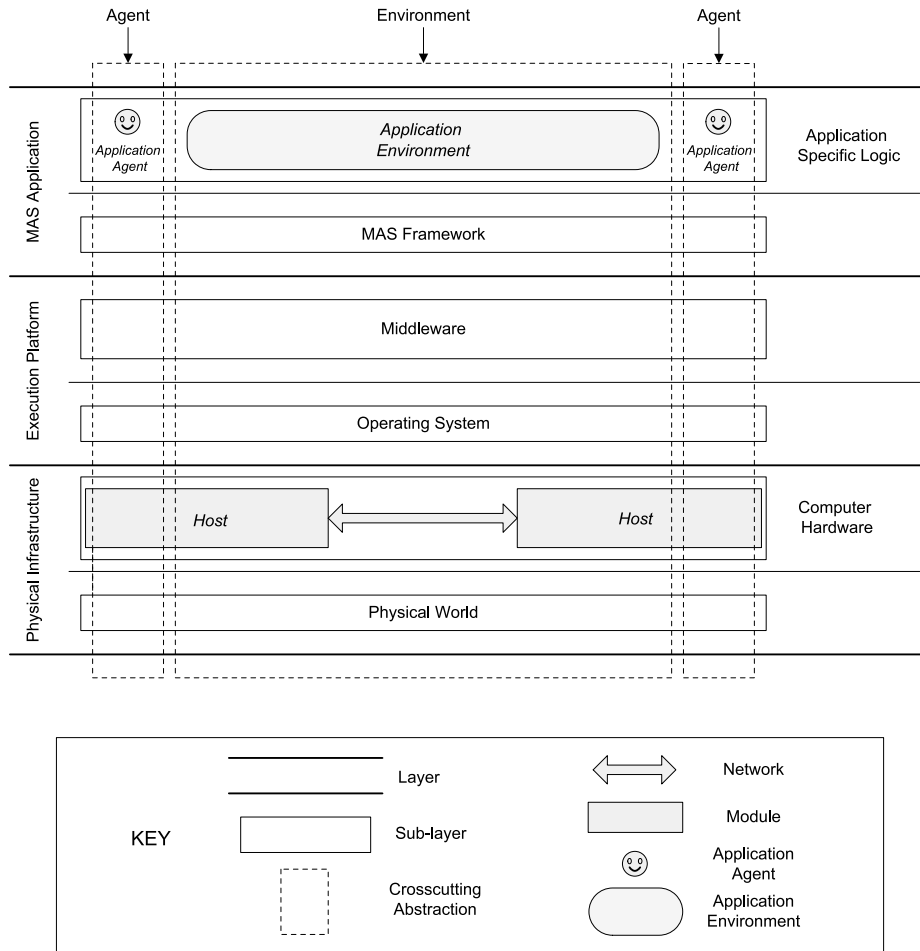 Agent
Environment
Agent
MAS Application
Application
Agent
Application
Environment
Application
Agent
Application
Specific Logic
MAS Framework
Execution Platform
Middleware
Operating System
Physical Infrastructure
Host
Host
Computer
Hardware
Physical World
KEY
Layer
Sub-layer
Crosscutting
Abstraction
Network
Module
Application
Agent
Application
Environment